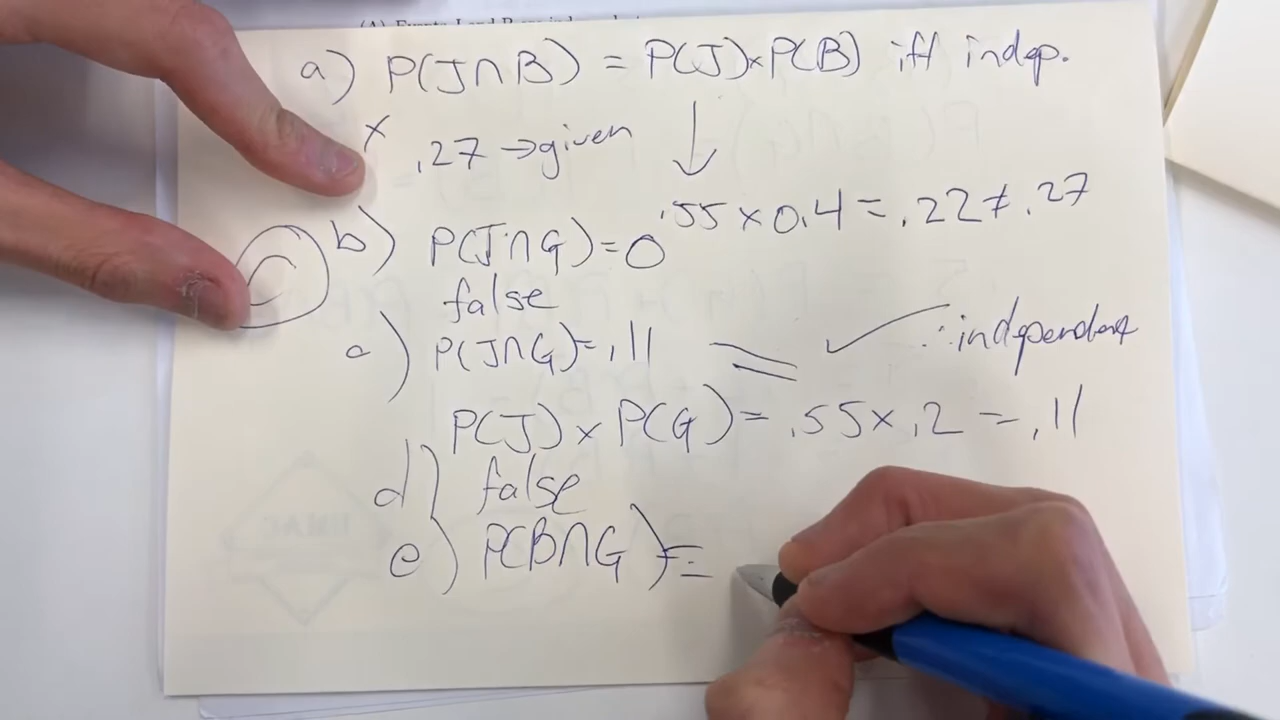 a) P(J∩B) = P(J)×P(B) iff indep.
× .27 → given ↓
.55 × 0.4 = .22 ≠ .27
C b) P(J∩G)=0
false
c) P(J∩G)=.11 ✓ ∴ independent
P(J) × P(G) = .55 × .2 = .11
d) false
e) P(B∩G) =